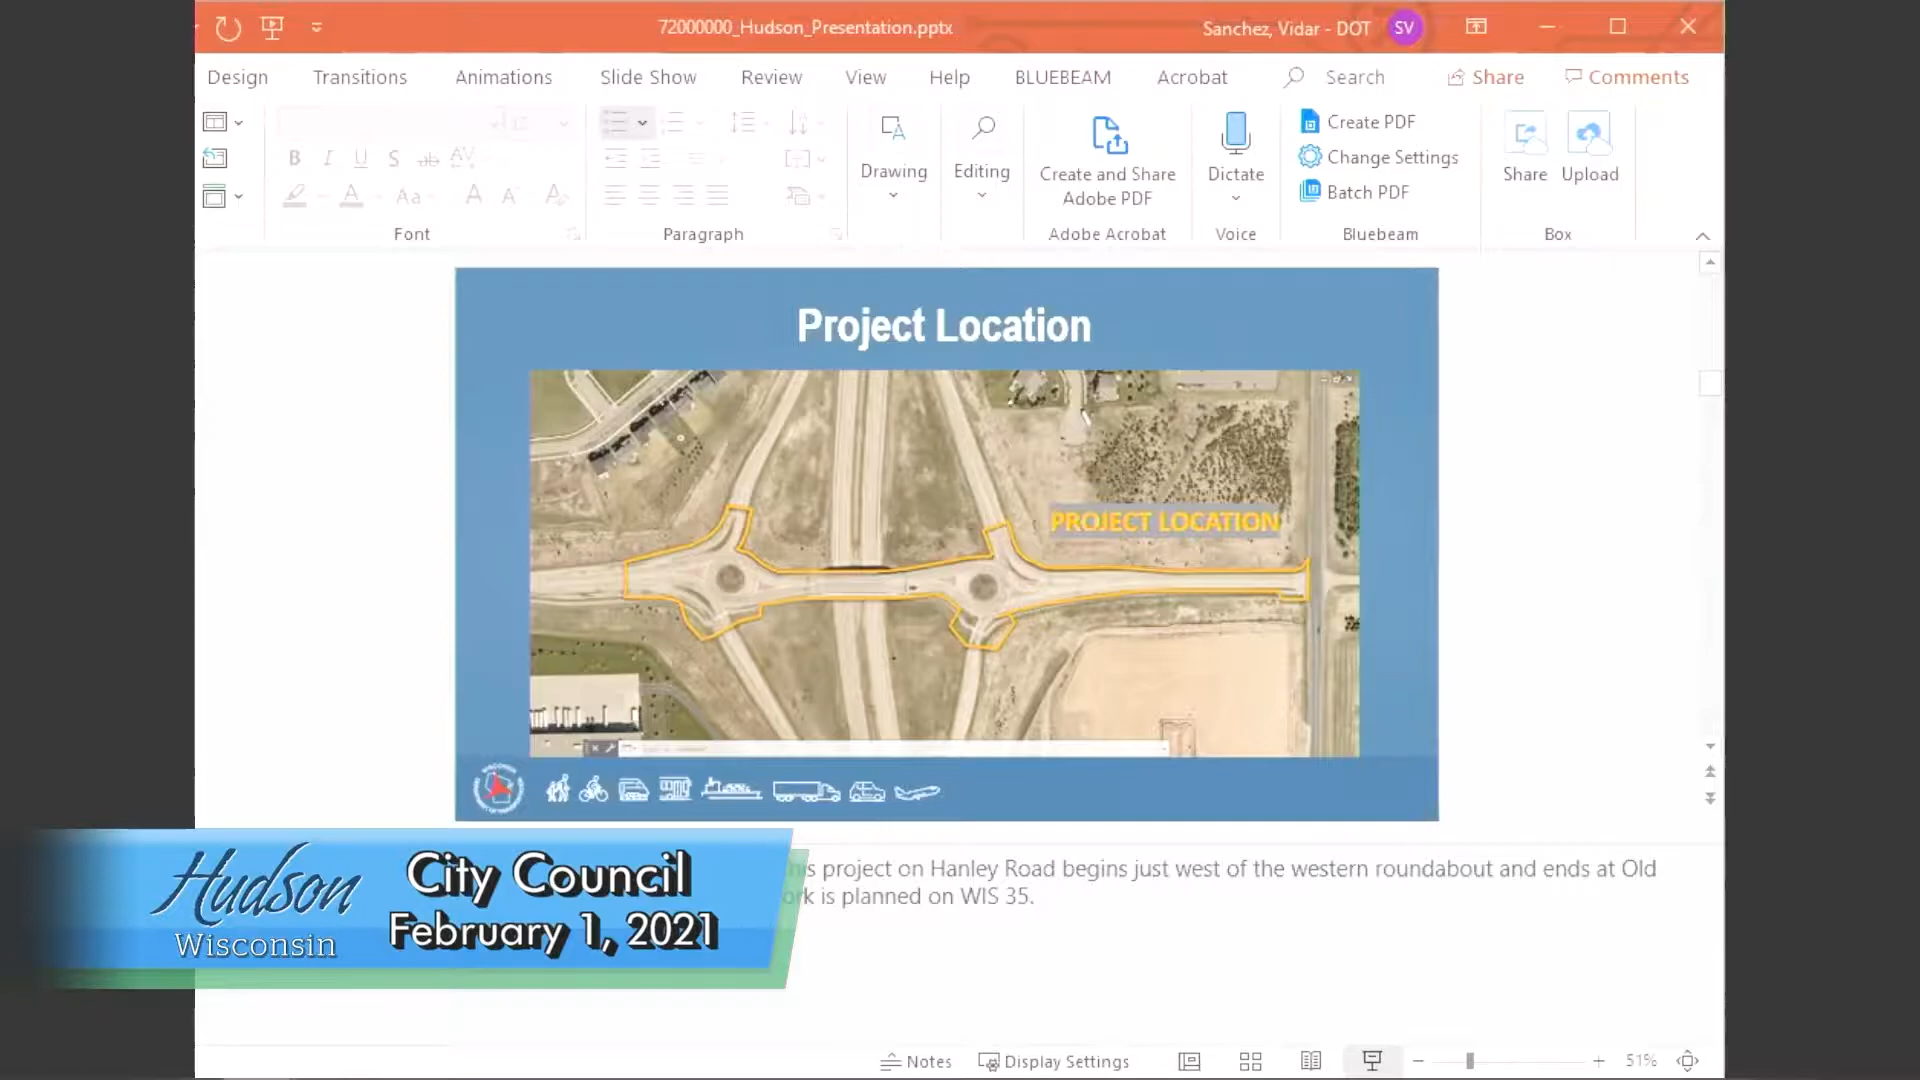 72000000_Hudson_Presentation.pptx
Sanchez, Vidar - DOT
SV
Design
Transitions
Animations
Slide Show
Review
View
Help
BLUEBEAM
Acrobat
Search
Share
Comments
B I U S ab AV
A Aa A A A
Drawing
Editing
Create and Share
Adobe PDF
Dictate
Create PDF
Change Settings
Batch PDF
Share
Upload
Font
Paragraph
Adobe Acrobat
Voice
Bluebeam
Box
Project Location
PROJECT LOCATION
Hudson
Wisconsin
City Council
February 1, 2021
project on Hanley Road begins just west of the western roundabout and ends at Old
is planned on WIS 35.
Notes
Display Settings
51%